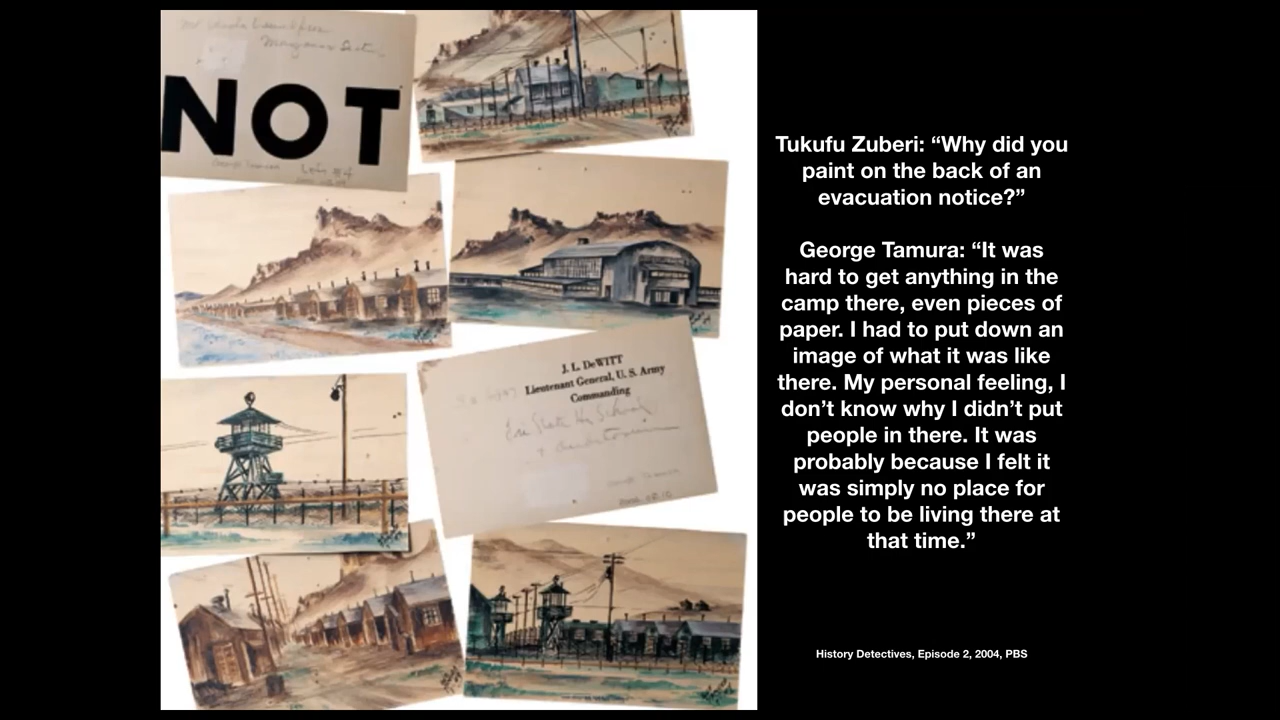 NOT
J. L. DeWITT
Lieutenant General, U. S. Army
Commanding
Tukufu Zuberi: “Why did you
paint on the back of an
evacuation notice?”
George Tamura: “It was
hard to get anything in the
camp there, even pieces of
paper. I had to put down an
image of what it was like
there. My personal feeling, I
don’t know why I didn’t put
people in there. It was
probably because I felt it
was simply no place for
people to be living there at
that time.”
History Detectives, Episode 2, 2004, PBS